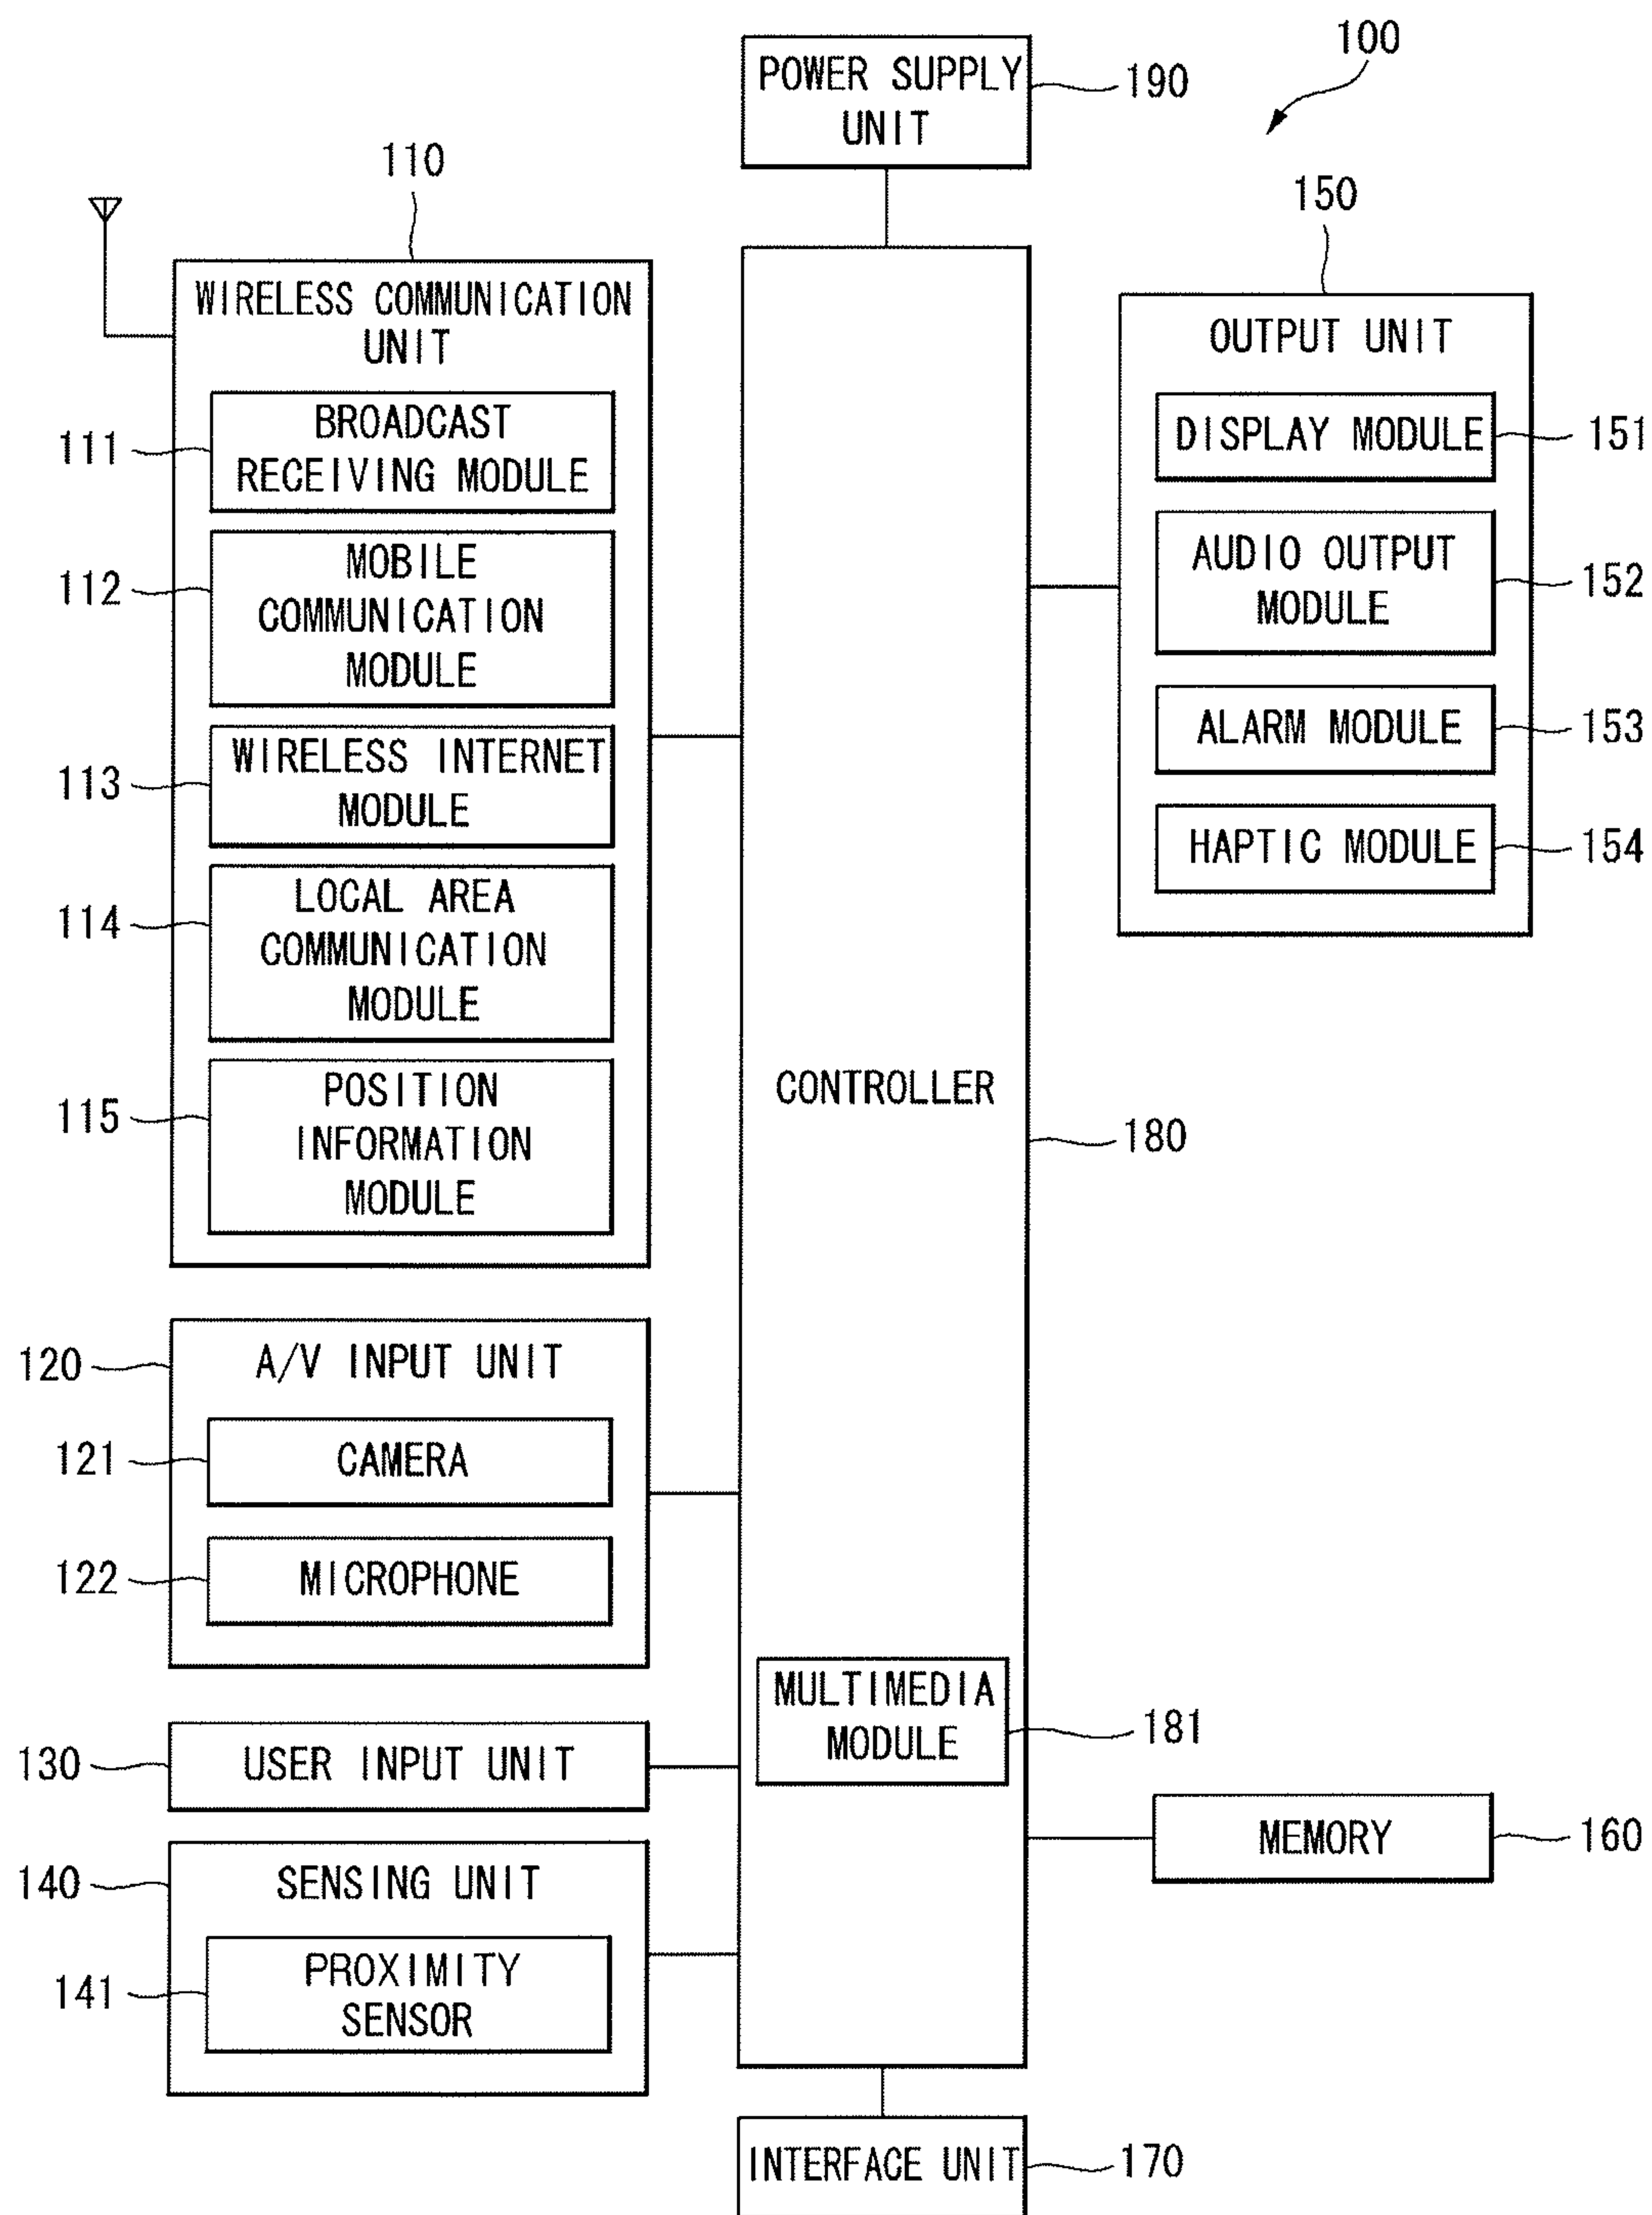 100
POWER SUPPLY
UNIT
190
110
150
WIRELESS COMMUNICATION
UNIT
BROADCAST
RECEIVING MODULE
111
MOBILE
COMMUNICATION
MODULE
112
WIRELESS INTERNET
MODULE
113
LOCAL AREA
COMMUNICATION
MODULE
114
POSITION
INFORMATION
MODULE
115
OUTPUT UNIT
DISPLAY MODULE
151
AUDIO OUTPUT
MODULE
152
ALARM MODULE
153
HAPTIC MODULE
154
CONTROLLER
180
120
A/V INPUT UNIT
121
CAMERA
122
MICROPHONE
MULTIMEDIA
MODULE
181
130
USER INPUT UNIT
MEMORY
160
140
SENSING UNIT
141
PROXIMITY
SENSOR
INTERFACE UNIT
170